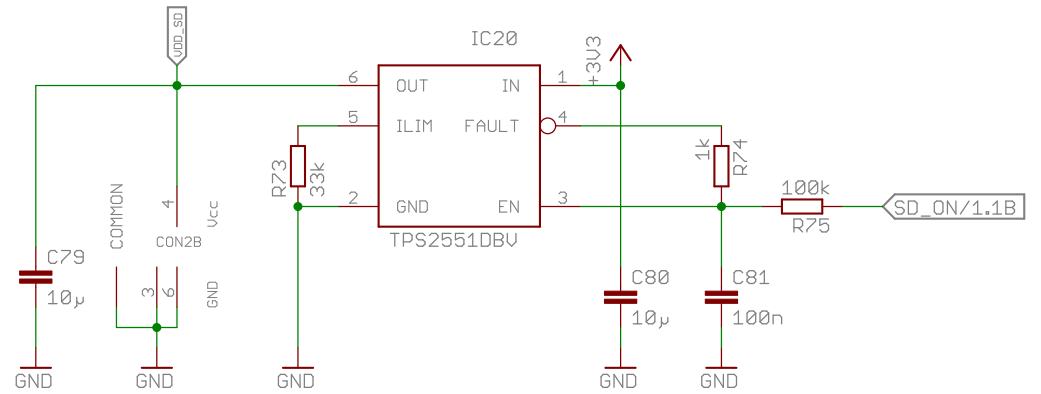 VDD_SD
IC20
+3V3
6
OUT
IN
1
5
ILIM
FAULT
4
R73
33k
1k
R74
2
GND
EN
3
100k
R75
SD_ON/1.1B
TPS2551DBV
COMMON
4
Vcc
CON2B
3
6
GND
C79
10µ
C80
10µ
C81
100n
GND
GND
GND
GND
GND